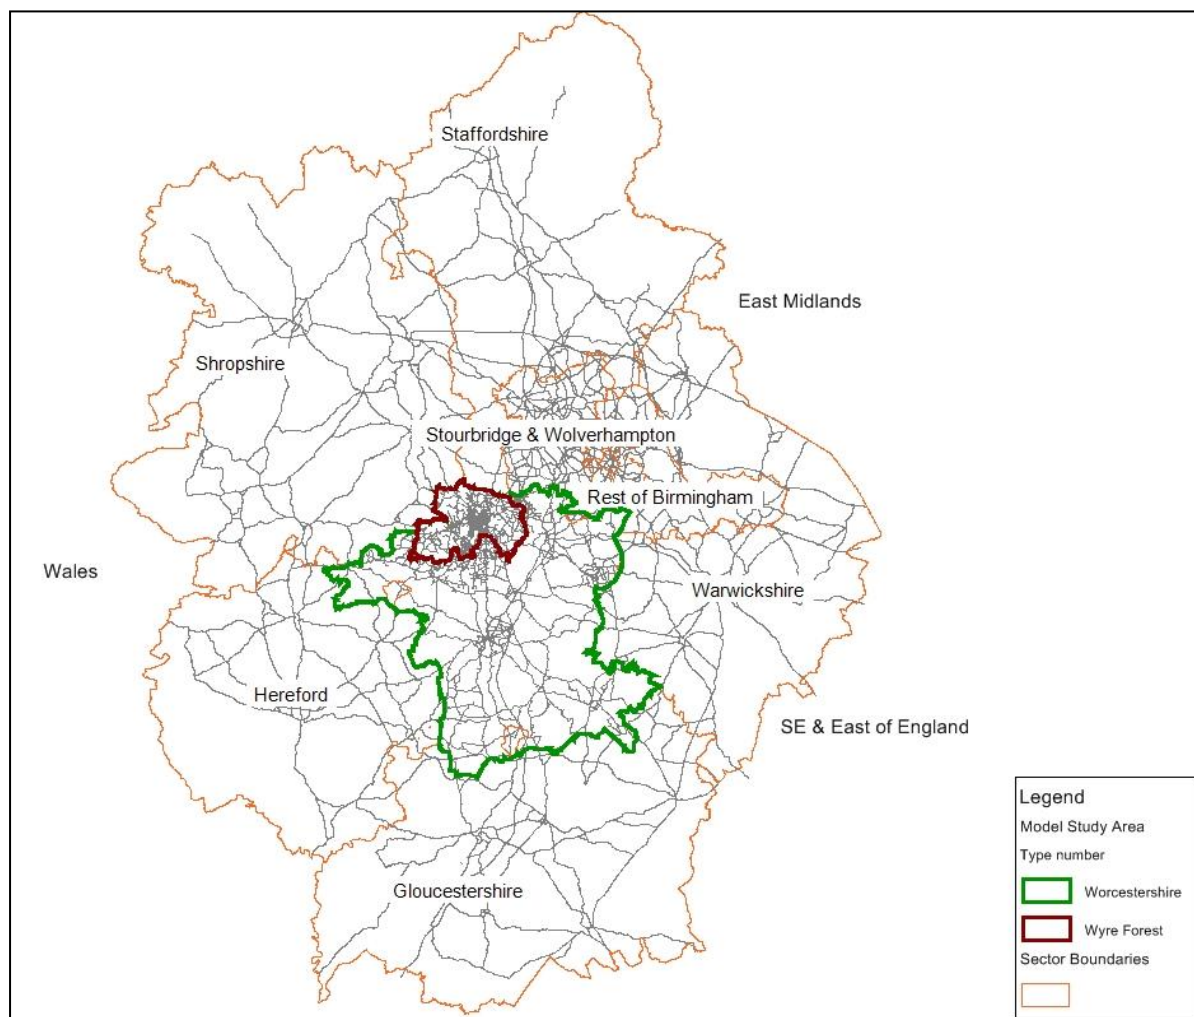 Staffordshire
East Midlands
Shropshire
Stourbridge & Wolverhampton
Rest of Birmingham
Wales
Warwickshire
Hereford
SE & East of England
Gloucestershire
Legend
Model Study Area
Type number
Worcestershire
Wyre Forest
Sector Boundaries